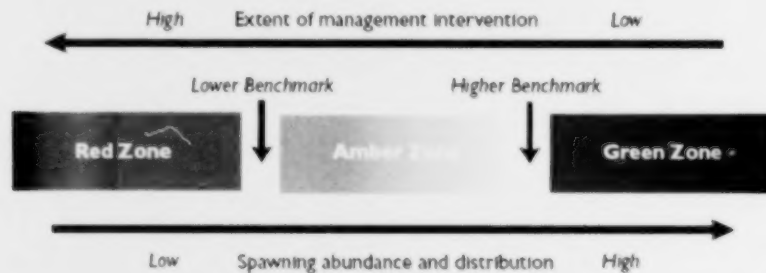 High Extent of management intervention Low
Lower Benchmark Higher Benchmark
Red Zone Amber Zone Green Zone
Low Spawning abundance and distribution High